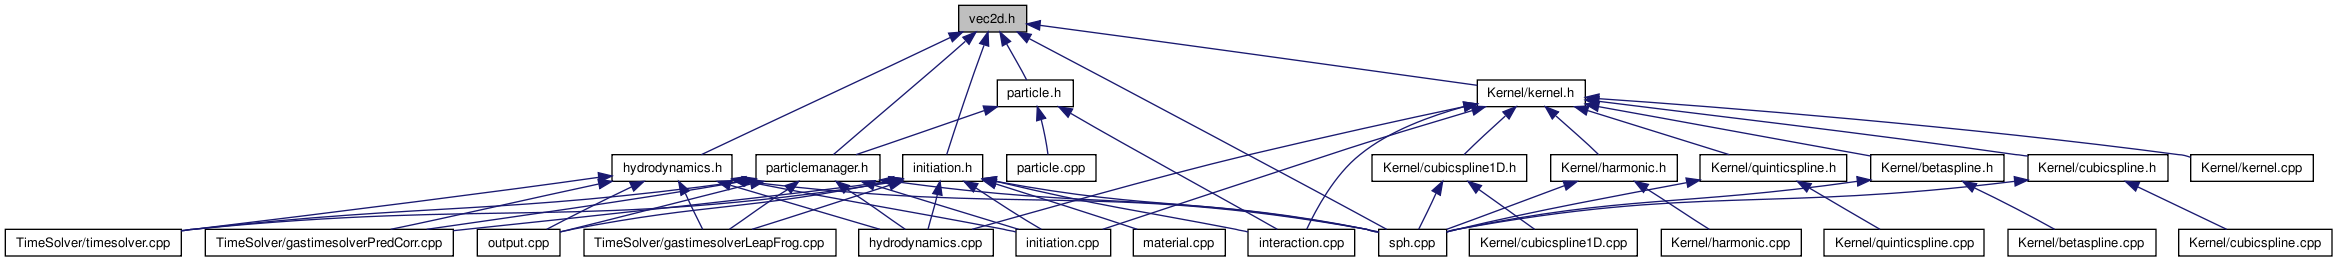 vec2d.h
particle.h
Kernel/kernel.h
hydrodynamics.h
particlemanager.h
initiation.h
particle.cpp
Kernel/cubicspline1D.h
Kernel/harmonic.h
Kernel/quinticspline.h
Kernel/betaspline.h
Kernel/cubicspline.h
Kernel/kernel.cpp
TimeSolver/timesolver.cpp
TimeSolver/gastimesolverPredCorr.cpp
output.cpp
TimeSolver/gastimesolverLeapFrog.cpp
hydrodynamics.cpp
initiation.cpp
material.cpp
interaction.cpp
sph.cpp
Kernel/cubicspline1D.cpp
Kernel/harmonic.cpp
Kernel/quinticspline.cpp
Kernel/betaspline.cpp
Kernel/cubicspline.cpp